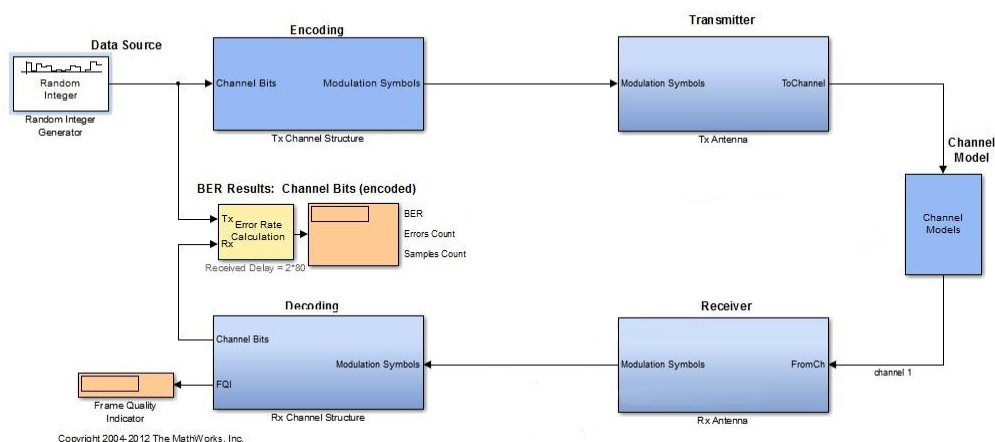 Data Source
Random
Integer
Random Integer
Generator
Encoding
Channel Bits
Modulation Symbols
Tx Channel Structure
Transmitter
Modulation Symbols
ToChannel
Tx Antenna
Channel
Model
Channel
Models
BER Results: Channel Bits (encoded)
Tx
Error Rate
Calculation
Rx
BER
Errors Count
Samples Count
Received Delay = 2*80
Decoding
Channel Bits
Modulation Symbols
FQI
Rx Channel Structure
Receiver
Modulation Symbols
FromCh
channel 1
Rx Antenna
Frame Quality
Indicator
Copyright 2004-2012 The MathWorks, Inc.